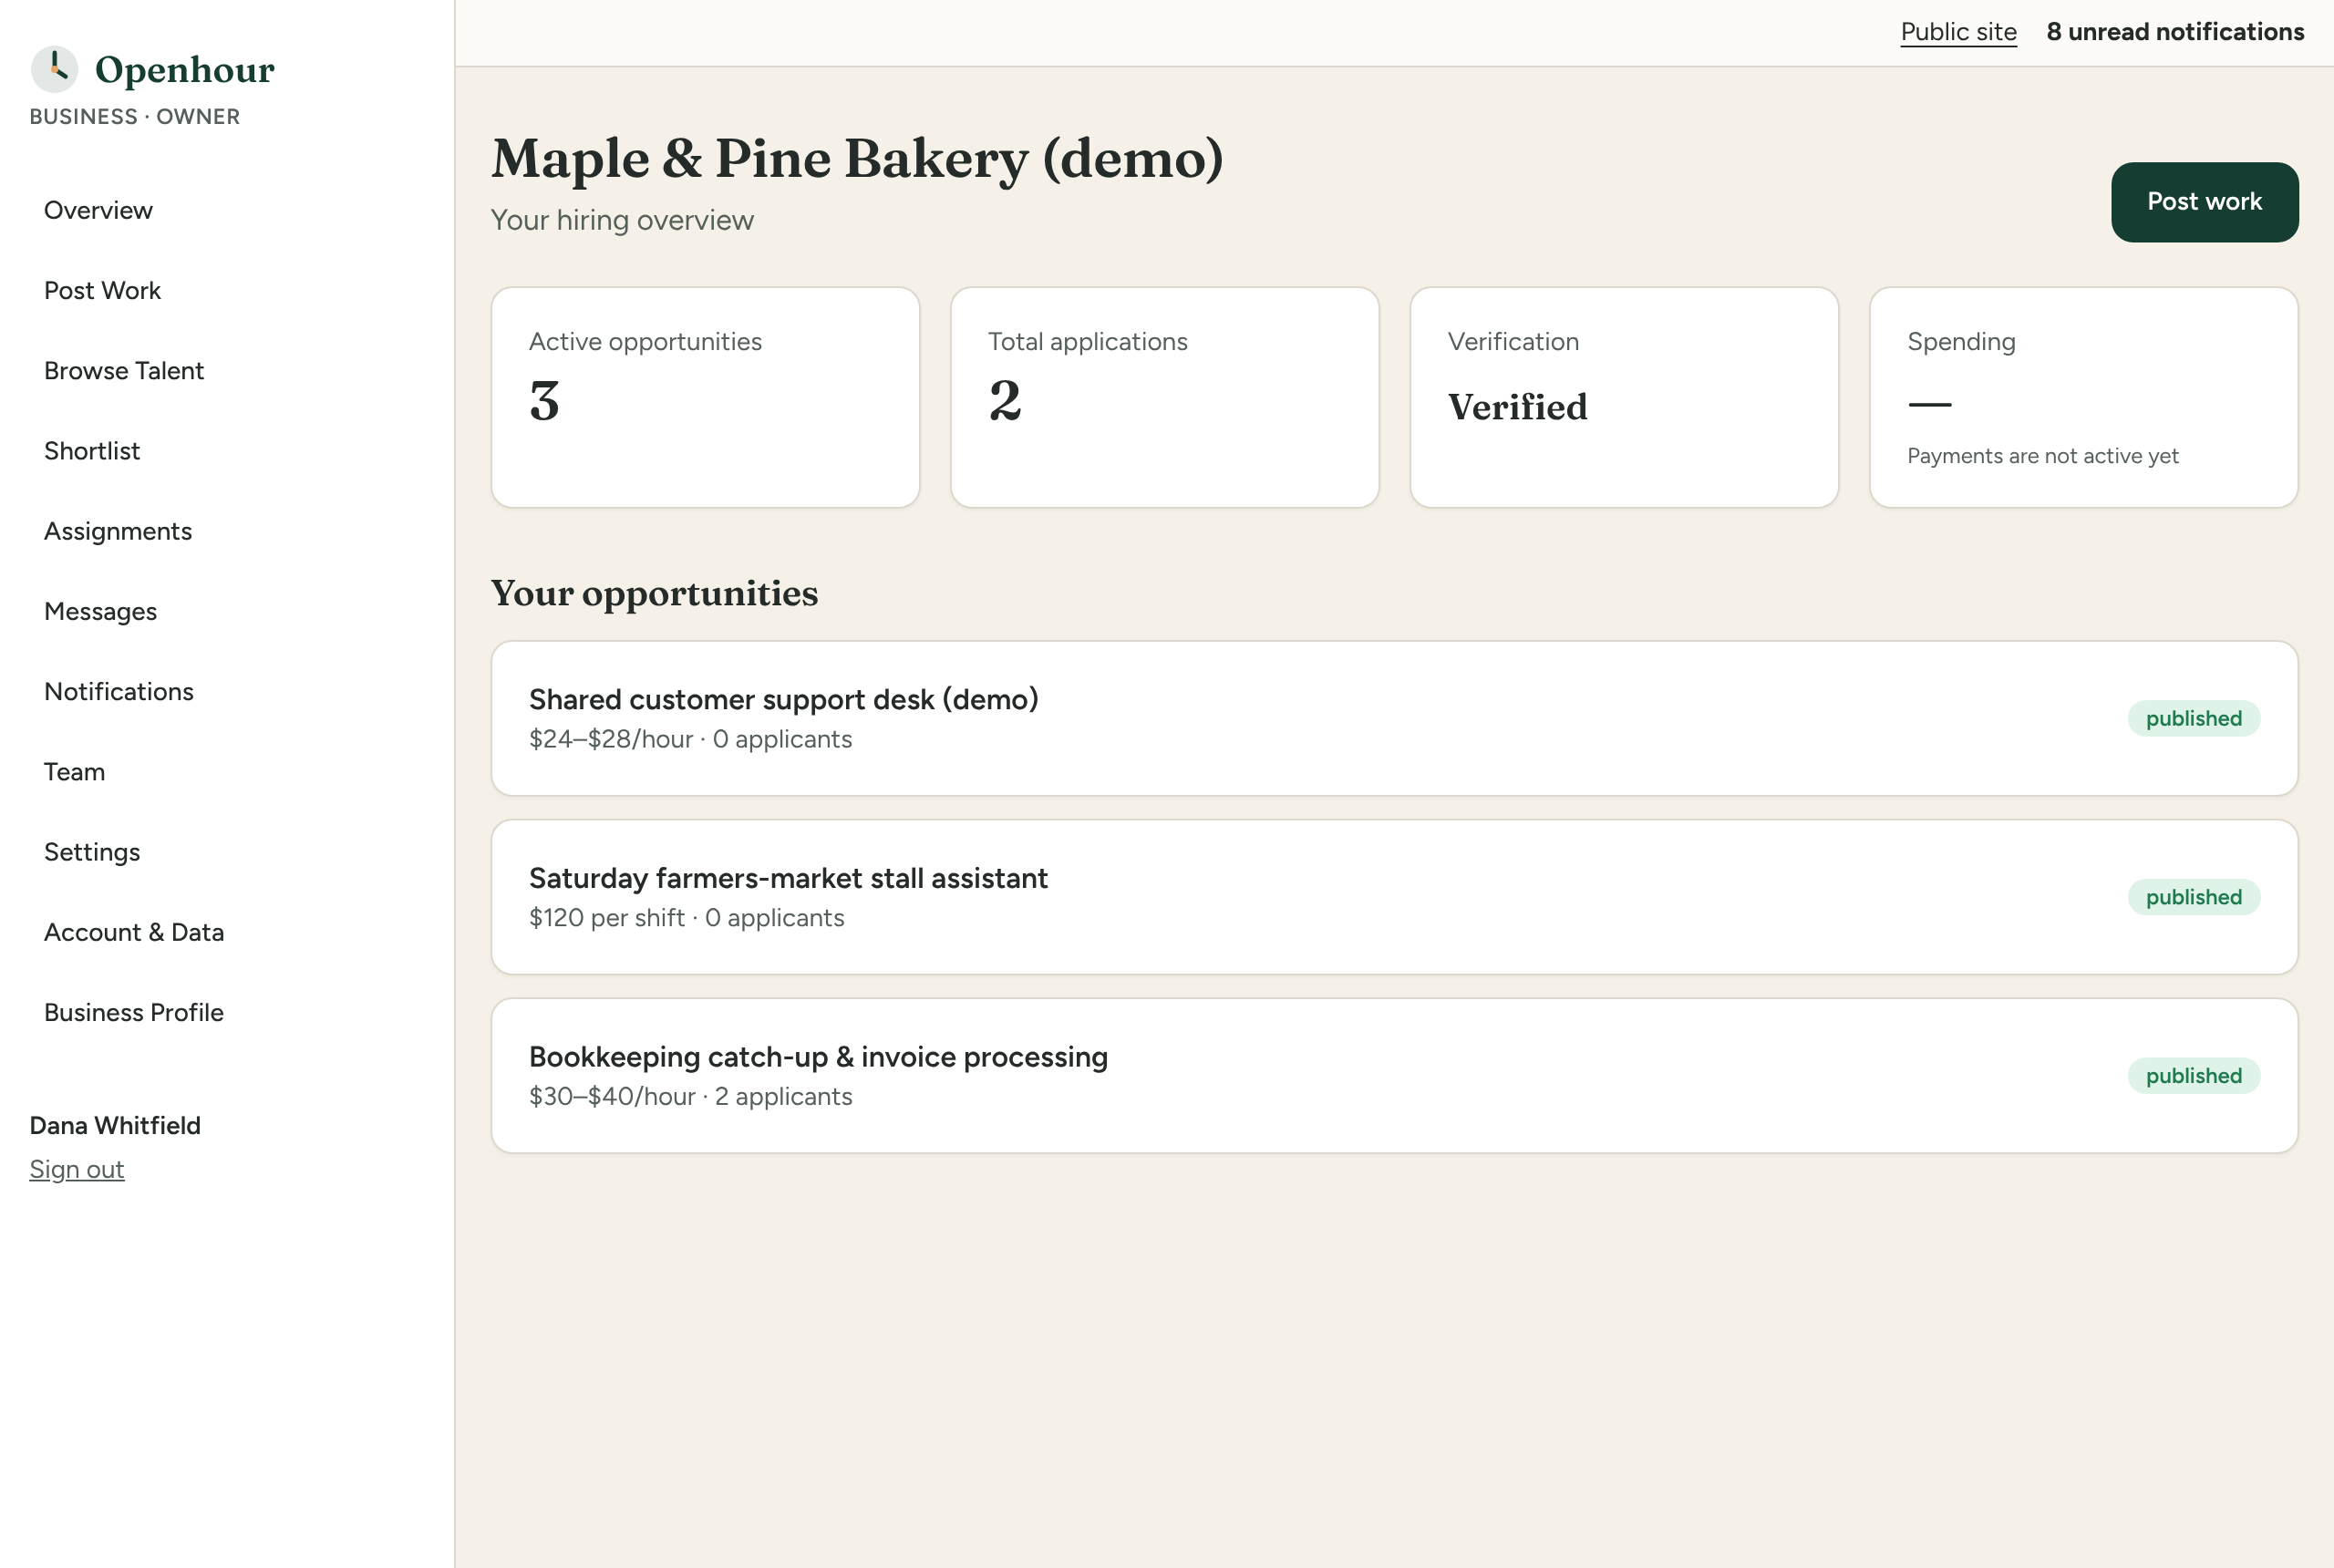 Openhour
BUSINESS · OWNER
Overview
Post Work
Browse Talent
Shortlist
Assignments
Messages
Notifications
Team
Settings
Account & Data
Business Profile
Dana Whitfield
Sign out
Public site
8 unread notifications
Maple & Pine Bakery (demo)
Your hiring overview
Post work
Active opportunities
3
Total applications
2
Verification
Verified
Spending
—
Payments are not active yet
Your opportunities
Shared customer support desk (demo)
$24–$28/hour · 0 applicants
published
Saturday farmers-market stall assistant
$120 per shift · 0 applicants
published
Bookkeeping catch-up & invoice processing
$30–$40/hour · 2 applicants
published